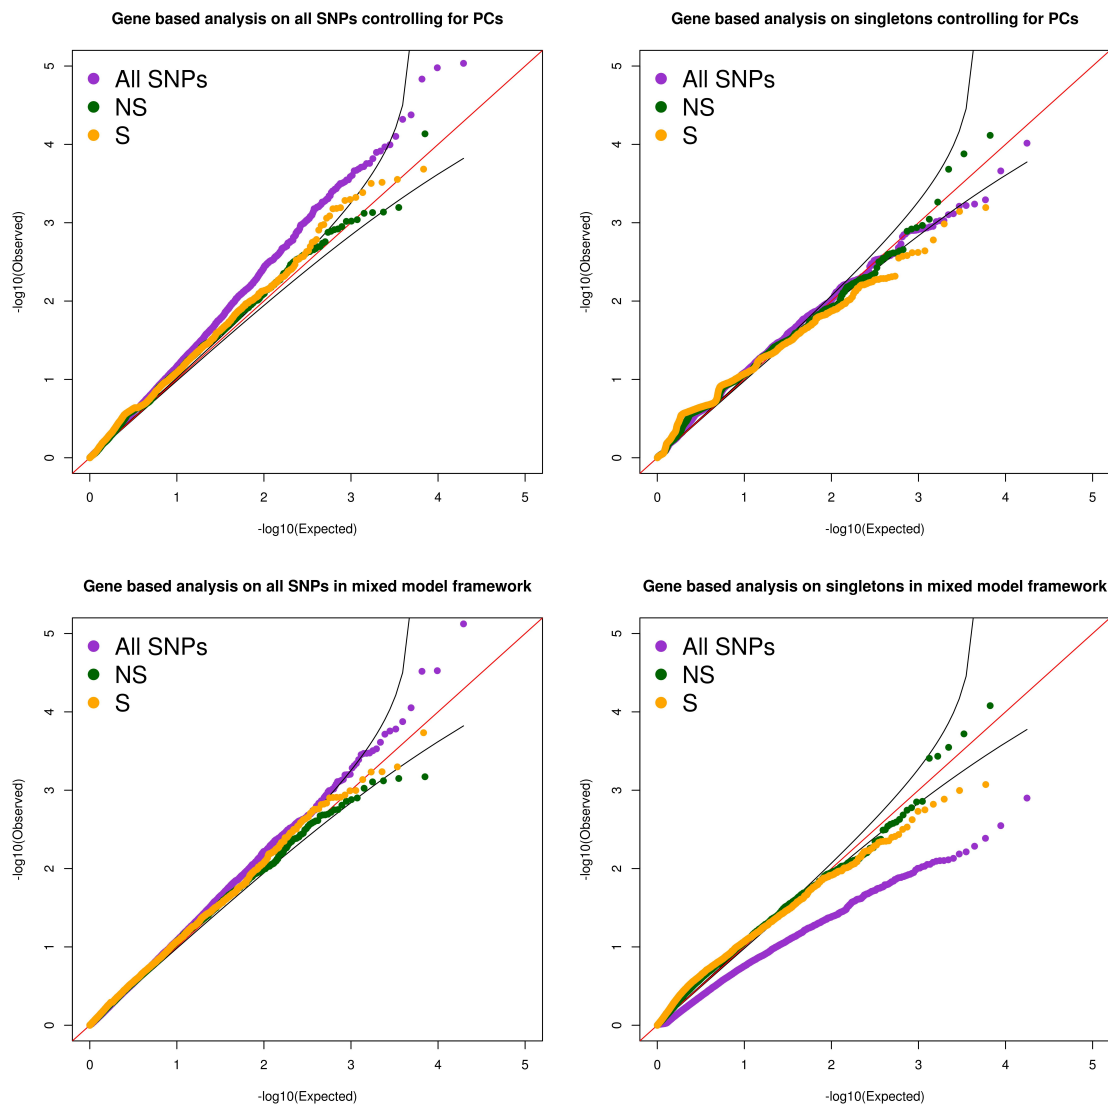 Gene based analysis on all SNPs controlling for PCs
All SNPs
NS
S
0 1 2 3 4 5
-log10(Observed)
0 1 2 3 4 5
-log10(Expected)
Gene based analysis on singletons controlling for PCs
All SNPs
NS
S
0 1 2 3 4 5
-log10(Observed)
0 1 2 3 4 5
-log10(Expected)
Gene based analysis on all SNPs in mixed model framework
All SNPs
NS
S
0 1 2 3 4 5
-log10(Observed)
0 1 2 3 4 5
-log10(Expected)
Gene based analysis on singletons in mixed model framework
All SNPs
NS
S
0 1 2 3 4 5
-log10(Observed)
0 1 2 3 4 5
-log10(Expected)